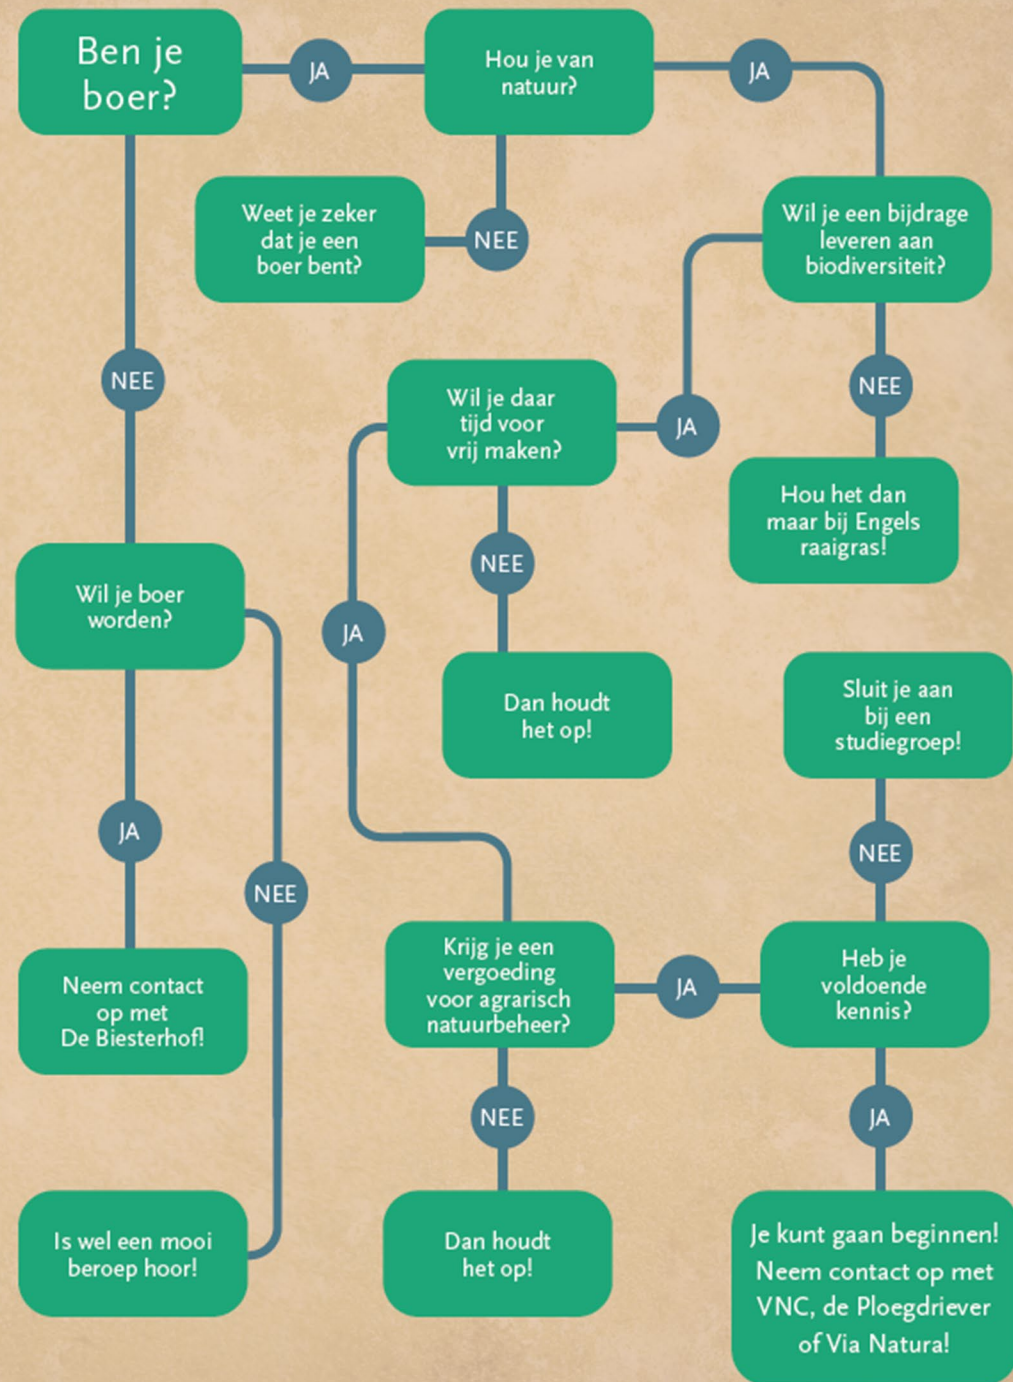 Ben je
boer?
JA
Hou je van
natuur?
JA
Weet je zeker
dat je een
boer bent?
NEE
Wil je een bijdrage
leveren aan
biodiversiteit?
NEE
Wil je daar
tijd voor
vrij maken?
JA
NEE
Hou het dan
maar bij Engels
raaigras!
NEE
Wil je boer
worden?
JA
Dan houdt
het op!
Sluit je aan
bij een
studiegroep!
JA
NEE
NEE
Neem contact
op met
De Biesterhof!
Krijg je een
vergoeding
voor agrarisch
natuurbeheer?
JA
Heb je
voldoende
kennis?
NEE
JA
Is wel een mooi
beroep hoor!
Dan houdt
het op!
Je kunt gaan beginnen!
Neem contact op met
VNC, de Ploegdriever
of Via Natura!